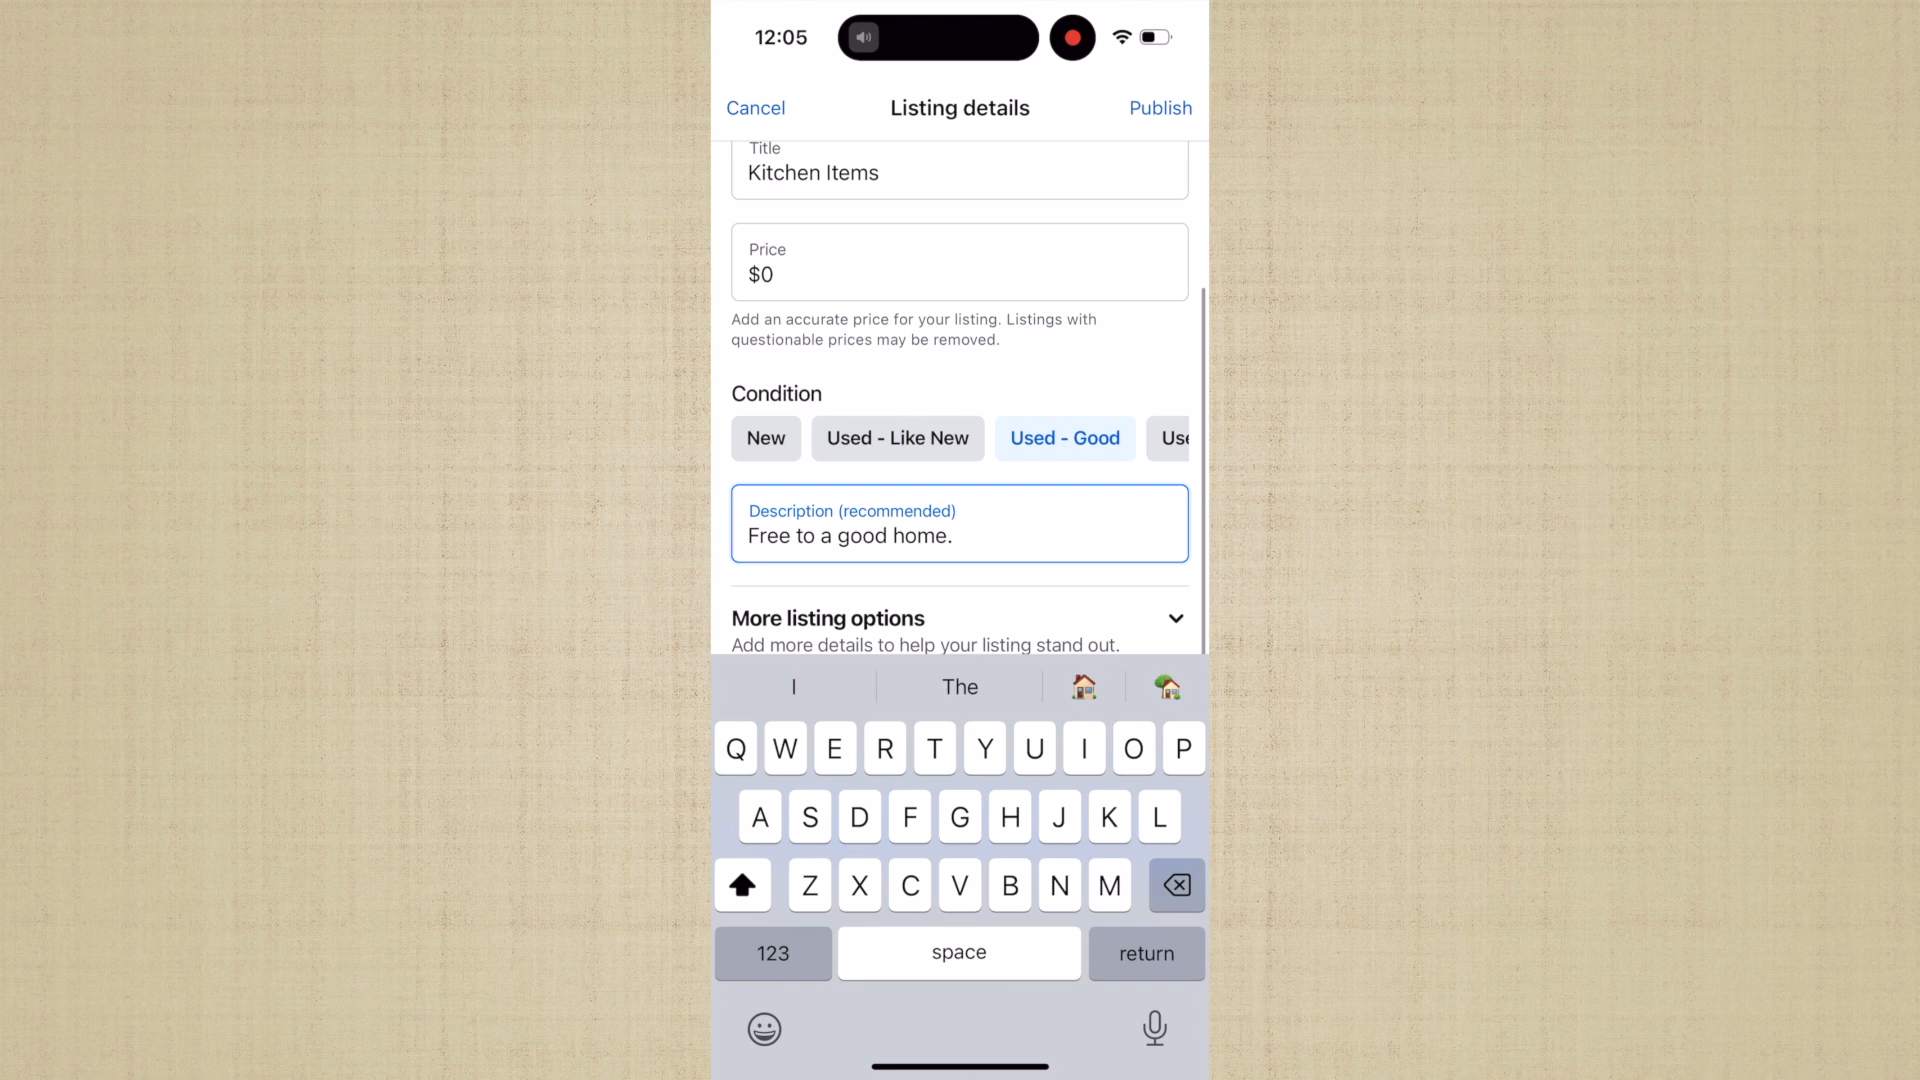 12:05
Cancel
Listing details
Publish
Title
Kitchen Items
Price
$0
Add an accurate price for your listing. Listings with
questionable prices may be removed.
Condition
New
Used - Like New
Used - Good
Use
Description (recommended)
Free to a good home.
More listing options
Add more details to help your listing stand out.
I
The
Q W E R T Y U I O P
A S D F G H J K L
Z X C V B N M
123
space
return